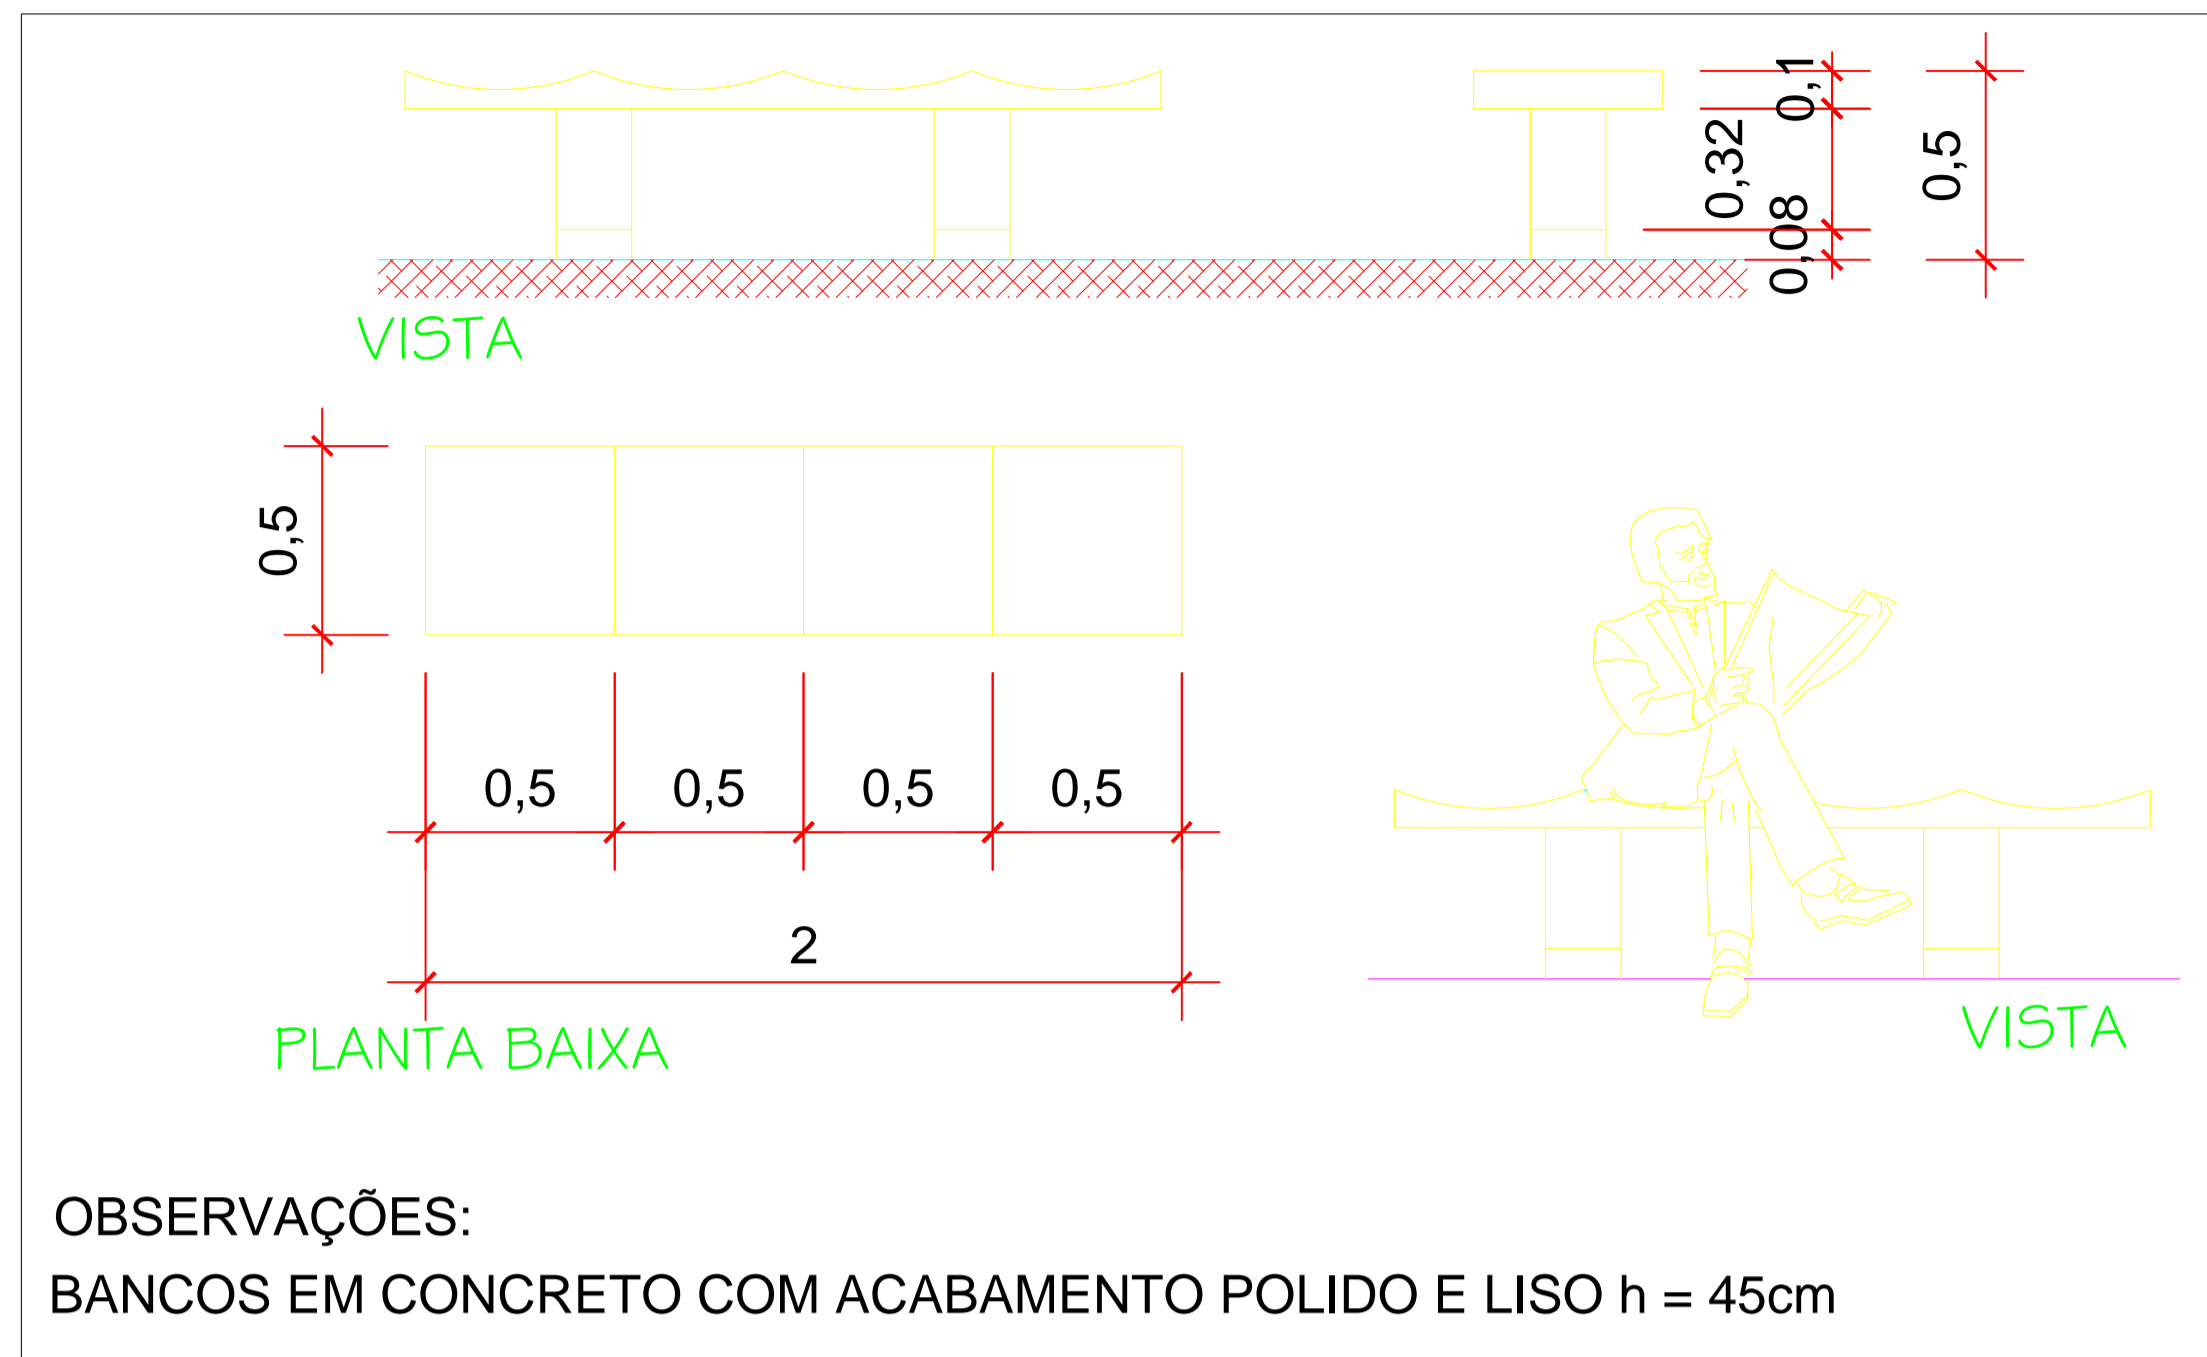 0,1
0,32
0,08
0,5
VISTA
0,5
0,5 0,5 0,5 0,5
2
PLANTA BAIXA
VISTA
OBSERVAÇÕES:
BANCOS EM CONCRETO COM ACABAMENTO POLIDO E LISO h = 45cm